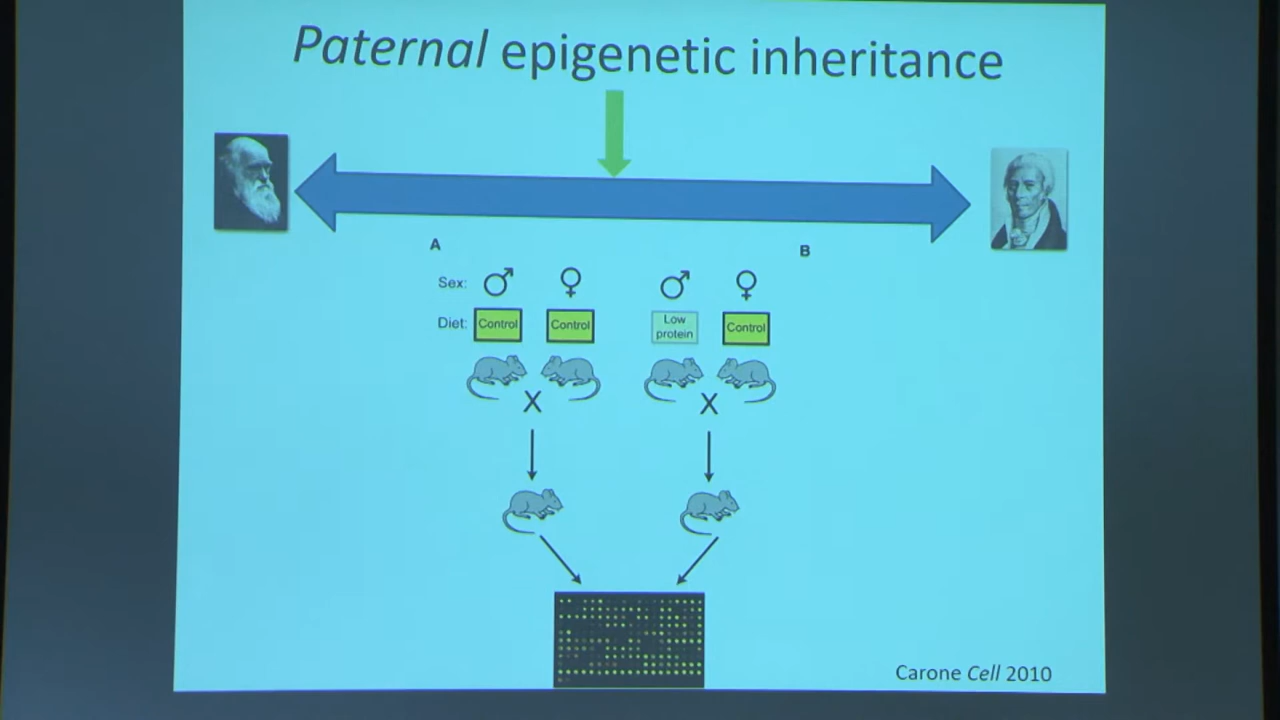 Paternal epigenetic inheritance
A
B
Sex: ♂ ♀ ♂ ♀
Diet: Control Control Low protein Control
X X
Carone Cell 2010